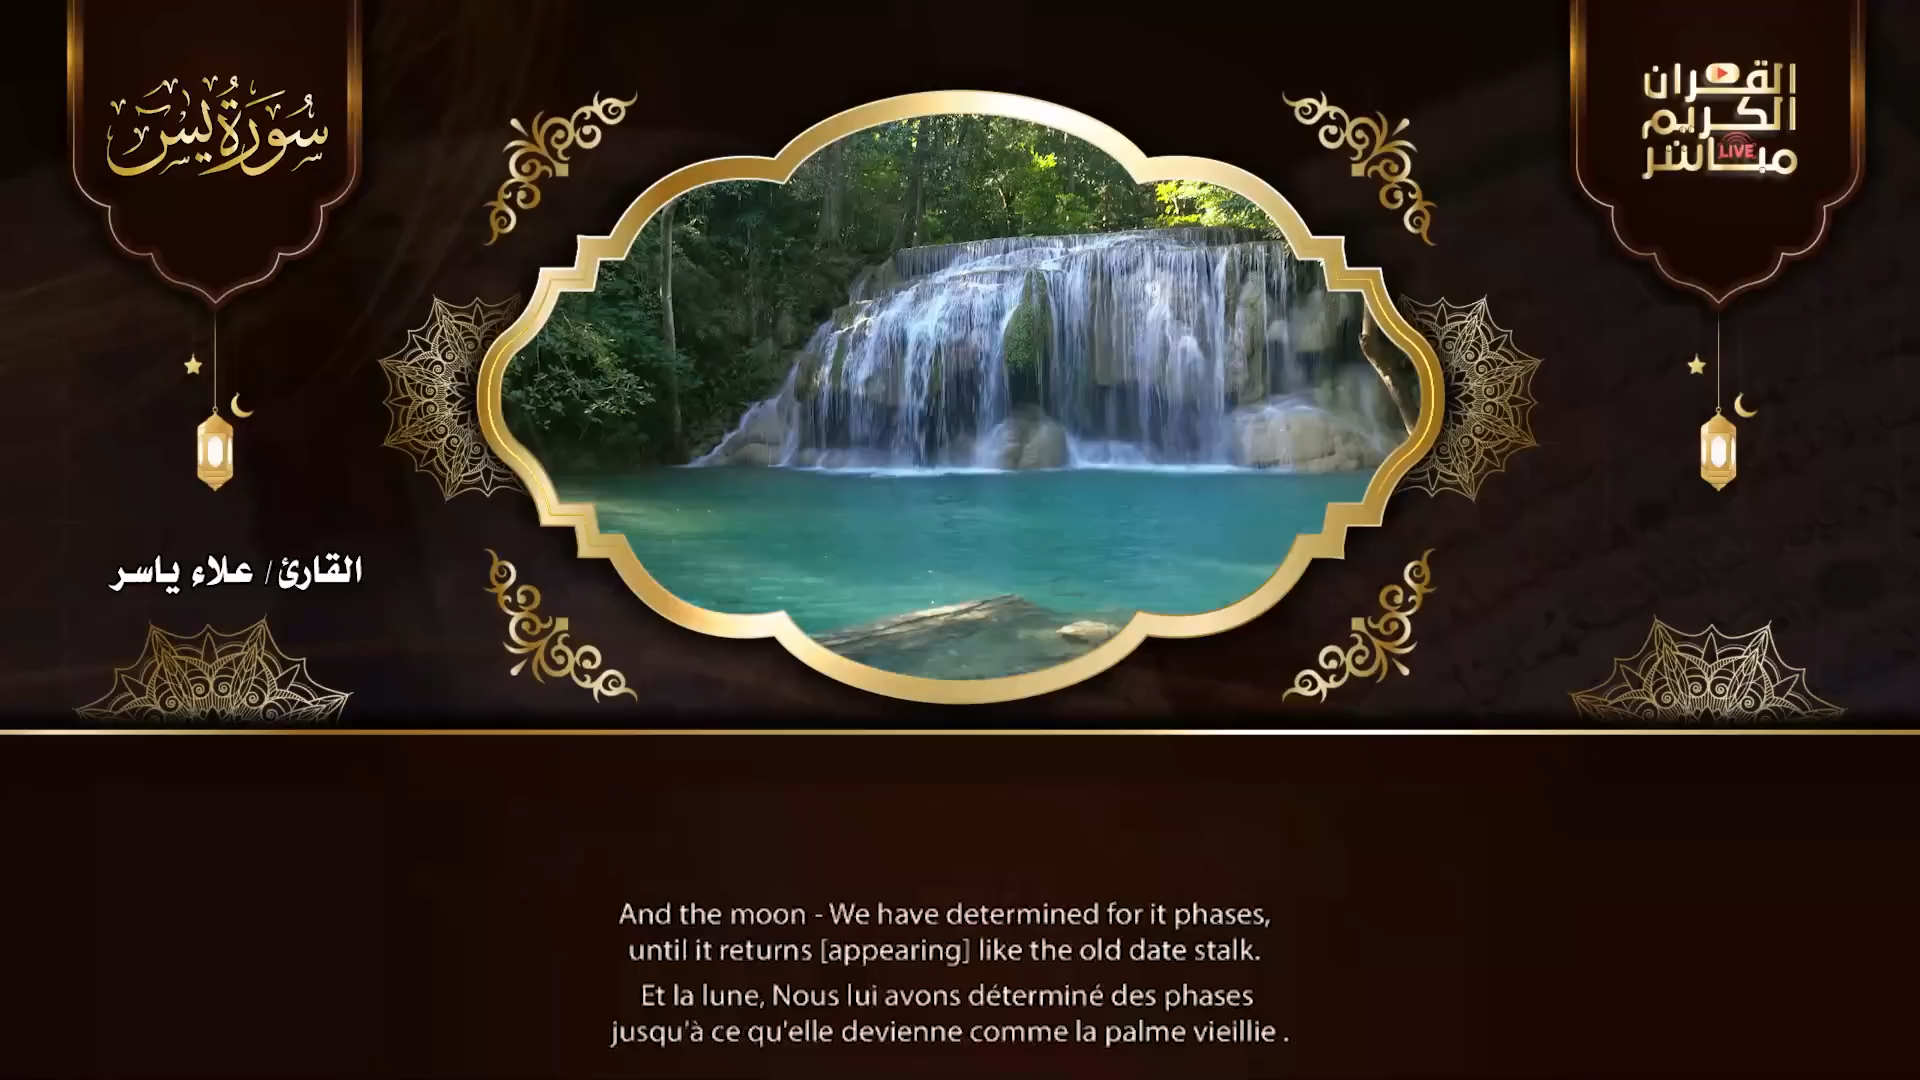 سُورَةُ يس
القرآن
الكريم
مباشر
LIVE
القارئ / علاء ياسر
And the moon - We have determined for it phases,
until it returns [appearing] like the old date stalk.
Et la lune, Nous lui avons déterminé des phases
jusqu'à ce qu'elle devienne comme la palme vieillie .